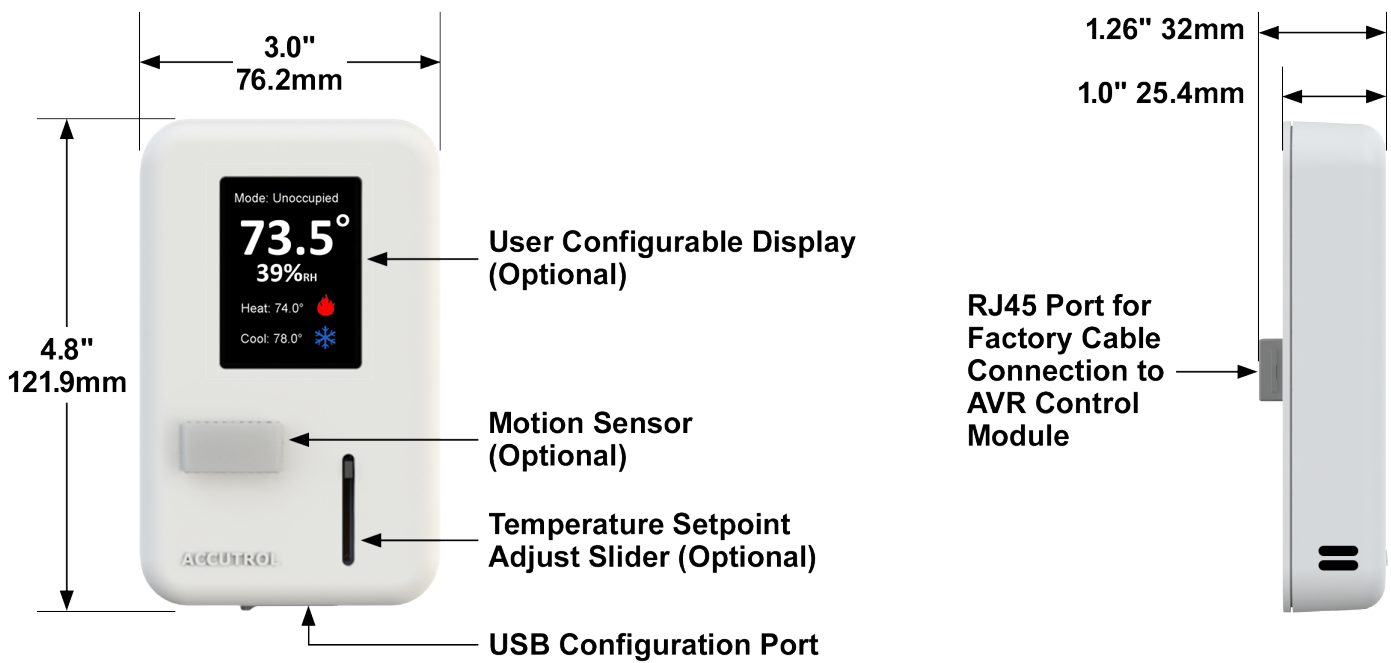 3.0"
76.2mm
1.26" 32mm
1.0" 25.4mm
Mode: Unoccupied
73.5°
39%RH
Heat: 74.0°
Cool: 78.0°
User Configurable Display
(Optional)
4.8"
121.9mm
RJ45 Port for
Factory Cable
Connection to
AVR Control
Module
Motion Sensor
(Optional)
Temperature Setpoint
Adjust Slider (Optional)
ACCUTROL
USB Configuration Port